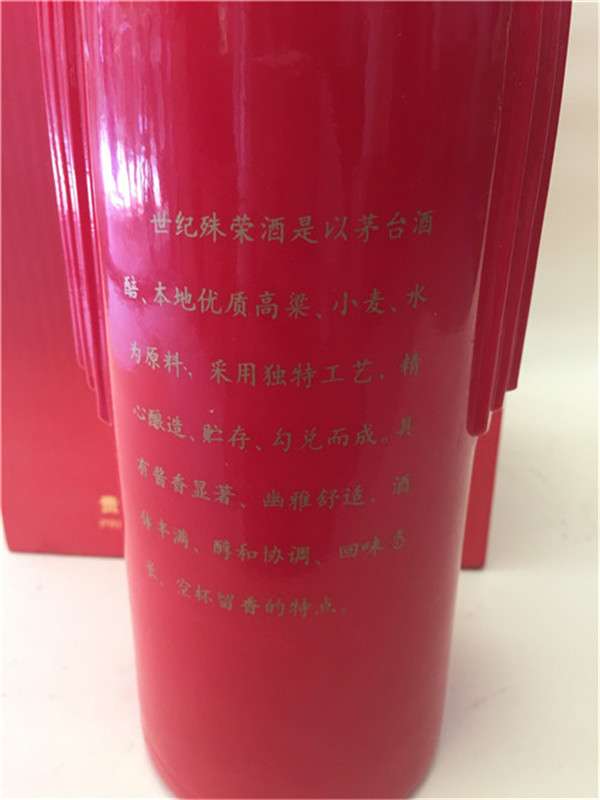 世纪殊荣酒是以茅台酒
醅、本地优质高粱、小麦、水
为原料、采用独特工艺，精
心酿造、贮存、勾兑而成。具
有酱香显著、幽雅舒适、酒
体丰满、醇和协调、回味悠
长，空杯留香的特点。
贵